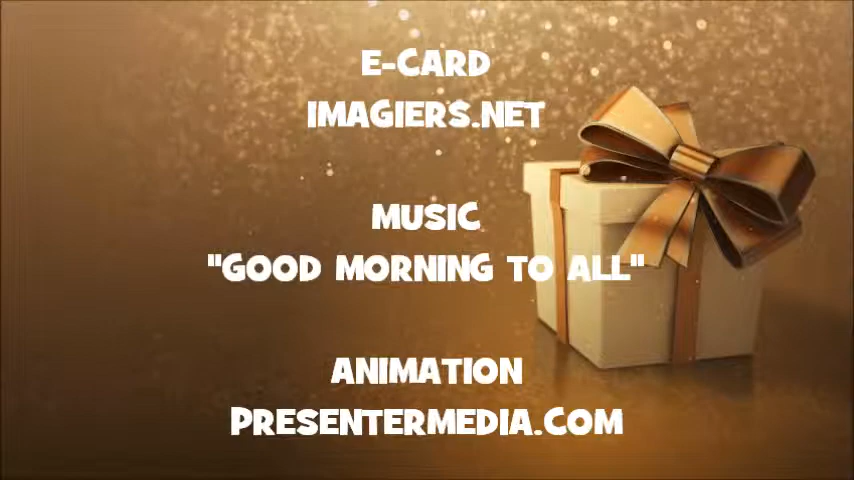 E-CARD
IMAGIERS.NET
MUSIC
"GOOD MORNING TO ALL"
ANIMATION
PRESENTERMEDIA.COM